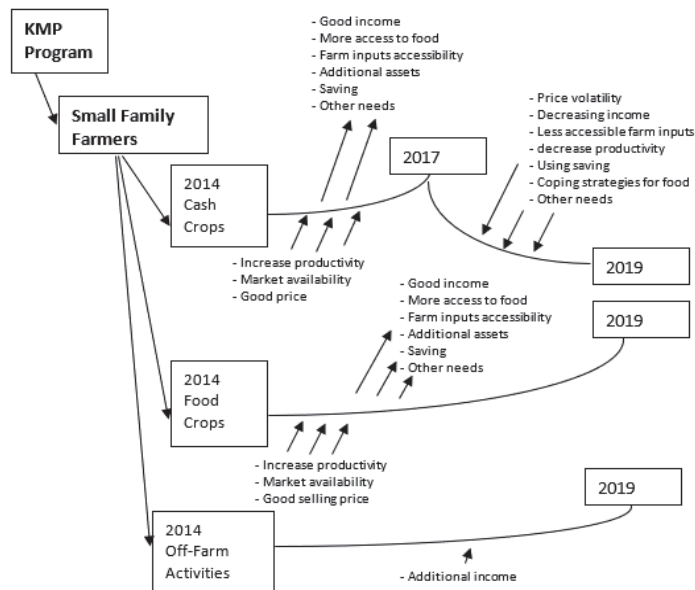 KMP
Program
Small Family
Farmers
- Good income
- More access to food
- Farm inputs accessibility
- Additional assets
- Saving
- Other needs
2014
Cash
Crops
2017
- Price volatility
- Decreasing income
- Less accessible farm inputs
- decrease productivity
- Using saving
- Coping strategies for food
- Other needs
- Increase productivity
- Market availability
- Good price
2019
2014
Food
Crops
- Good income
- More access to food
- Farm inputs accessibility
- Additional assets
- Saving
- Other needs
2019
- Increase productivity
- Market availability
- Good selling price
2014
Off-Farm
Activities
2019
- Additional income